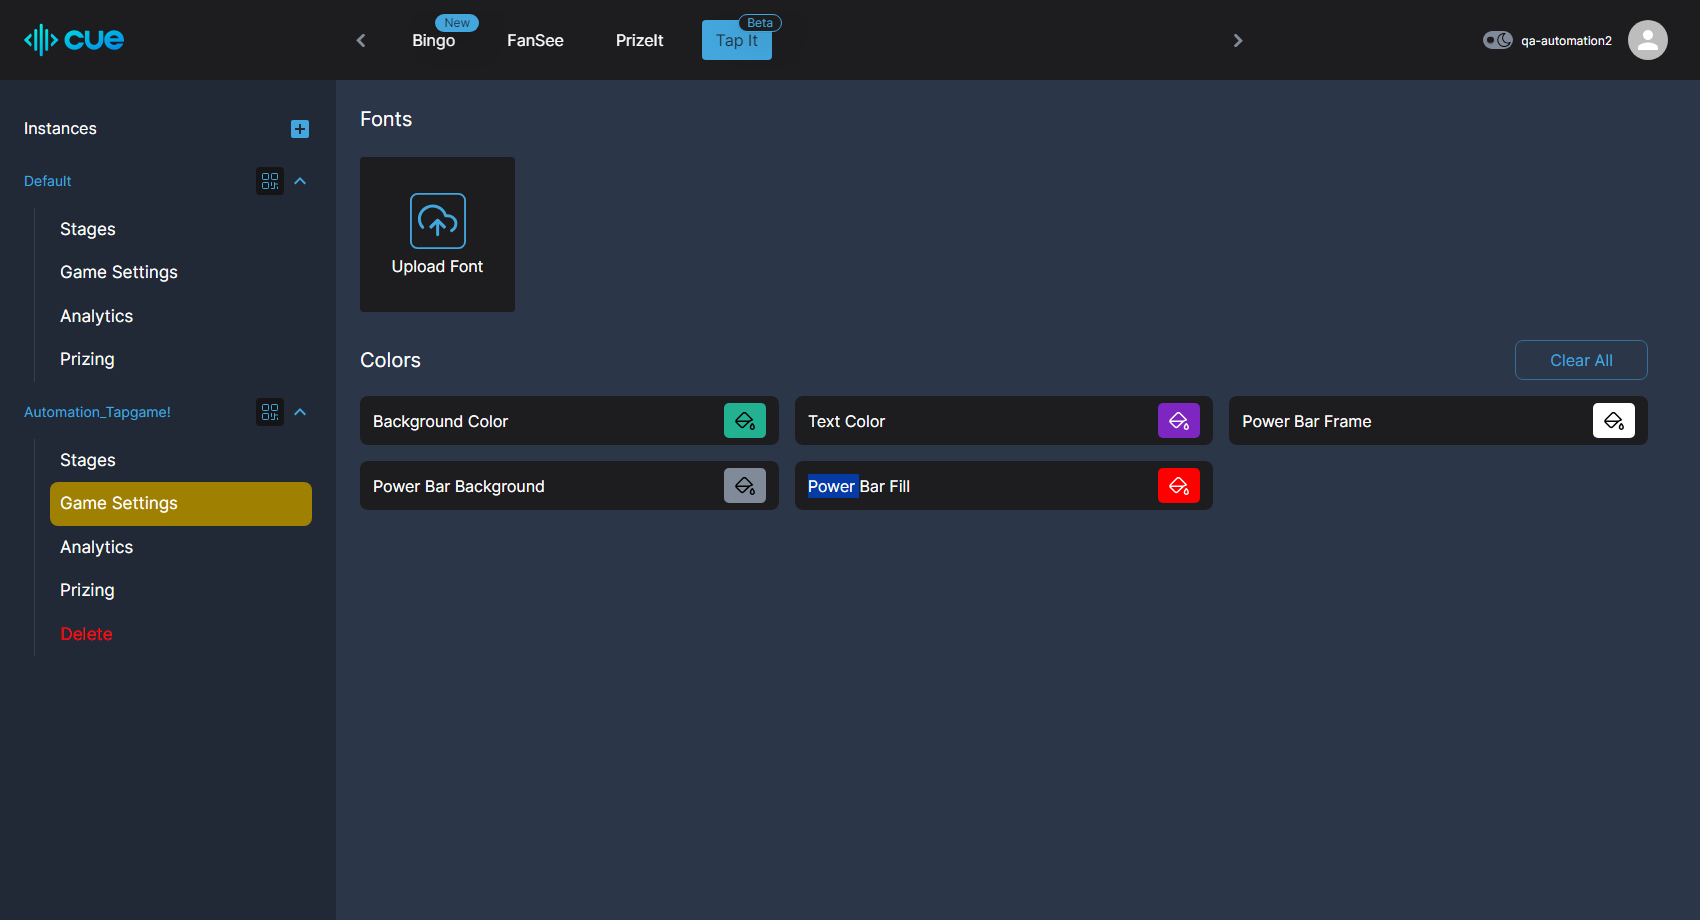 cue
New
Bingo
FanSee
PrizeIt
Beta
Tap It
qa-automation2
Instances
Default
Stages
Game Settings
Analytics
Prizing
Automation_Tapgame!
Stages
Game Settings
Analytics
Prizing
Delete
Fonts
Upload Font
Colors
Clear All
Background Color
Text Color
Power Bar Frame
Power Bar Background
Power Bar Fill